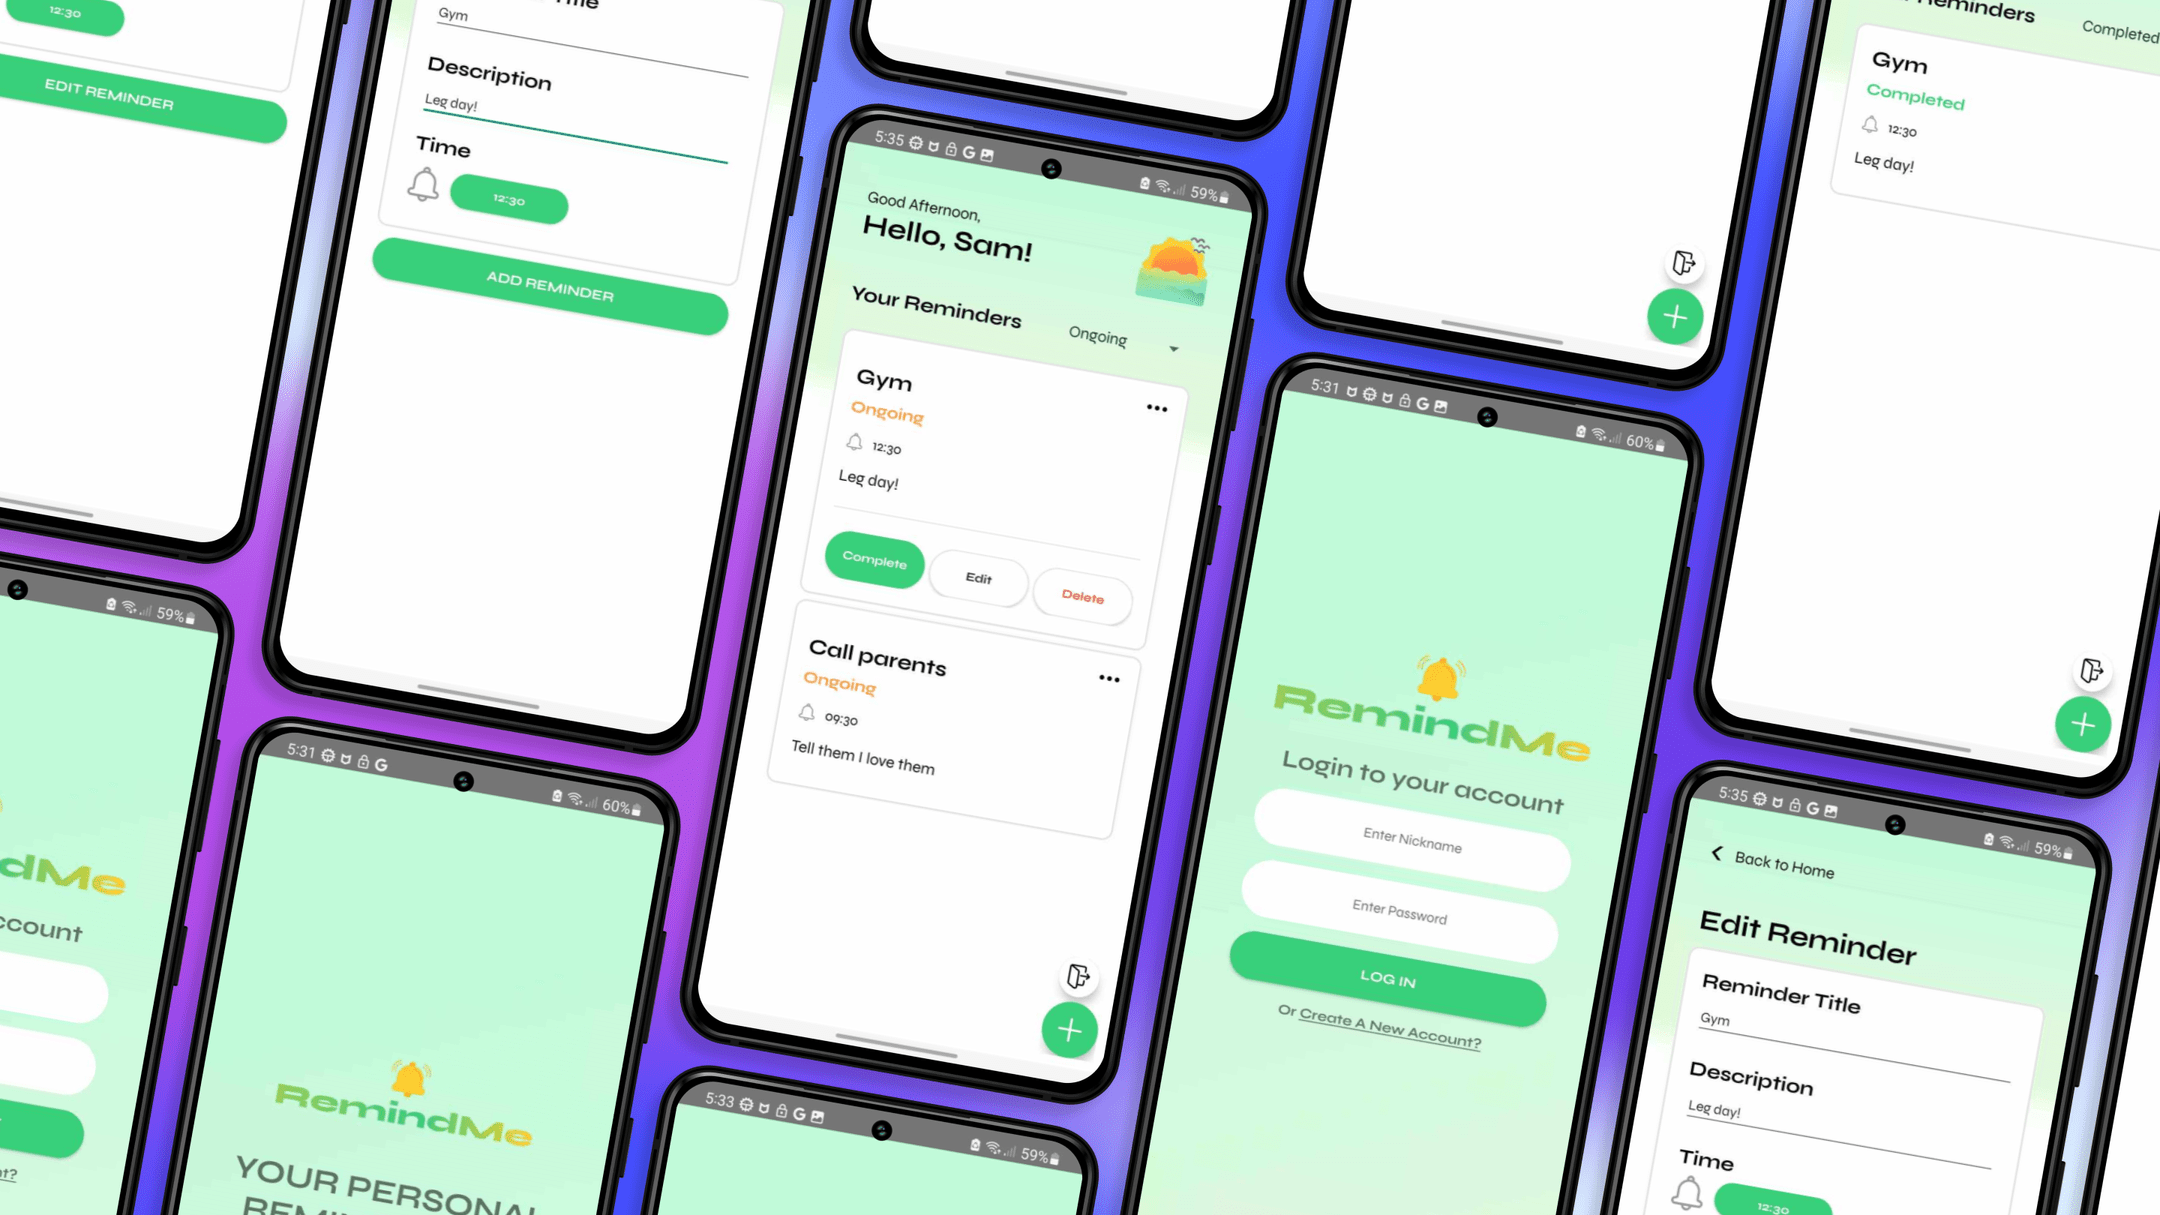 12:30
EDIT REMINDER
59%
dMe
ccount
nt?
Title
Gym
Description
Leg day!
Time
12:30
ADD REMINDER
5:31
60%
RemindMe
YOUR PERSONAL
5:35
59%
Good Afternoon,
Hello, Sam!
Your Reminders
Ongoing
Gym
Ongoing
12:30
Leg day!
Complete
Edit
Delete
Call parents
Ongoing
09:30
Tell them I love them
5:33
59%
5:31
60%
RemindMe
Login to your account
Enter Nickname
Enter Password
LOG IN
Or Create A New Account?
Reminders
Completed
Gym
Completed
12:30
Leg day!
5:35
59%
Back to Home
Edit Reminder
Reminder Title
Gym
Description
Leg day!
Time
12:30